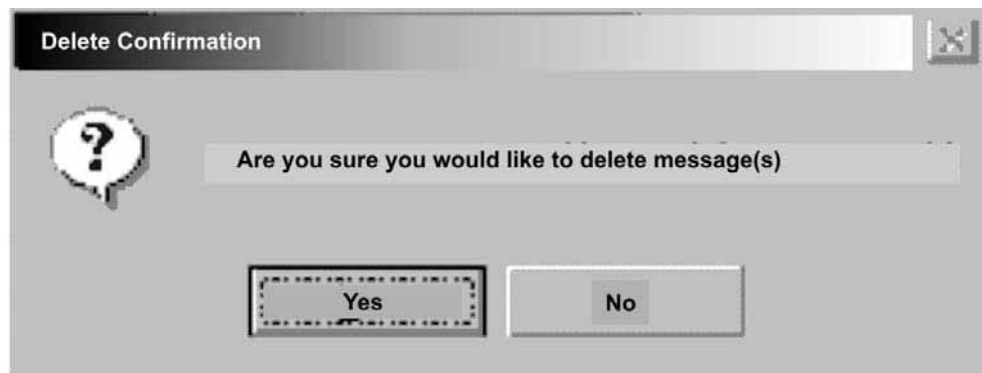 Delete Confirmation
Are you sure you would like to delete message(s)
Yes
No